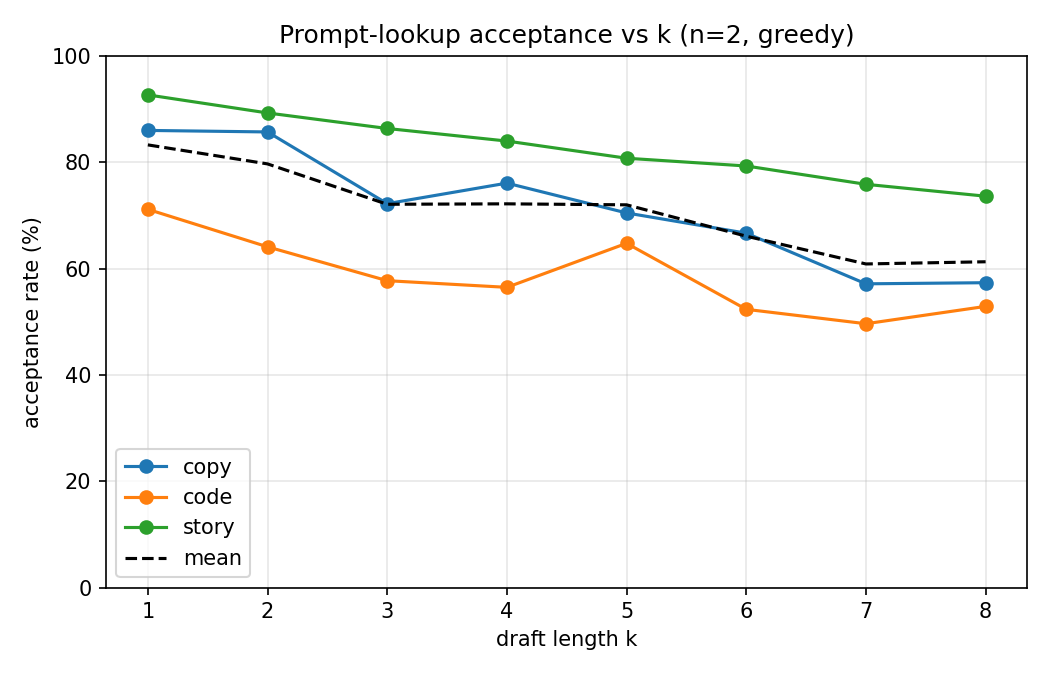 Prompt-lookup acceptance vs k (n=2, greedy)
acceptance rate (%)
100
80
60
40
20
0
copy
code
story
mean
1 2 3 4 5 6 7 8
draft length k